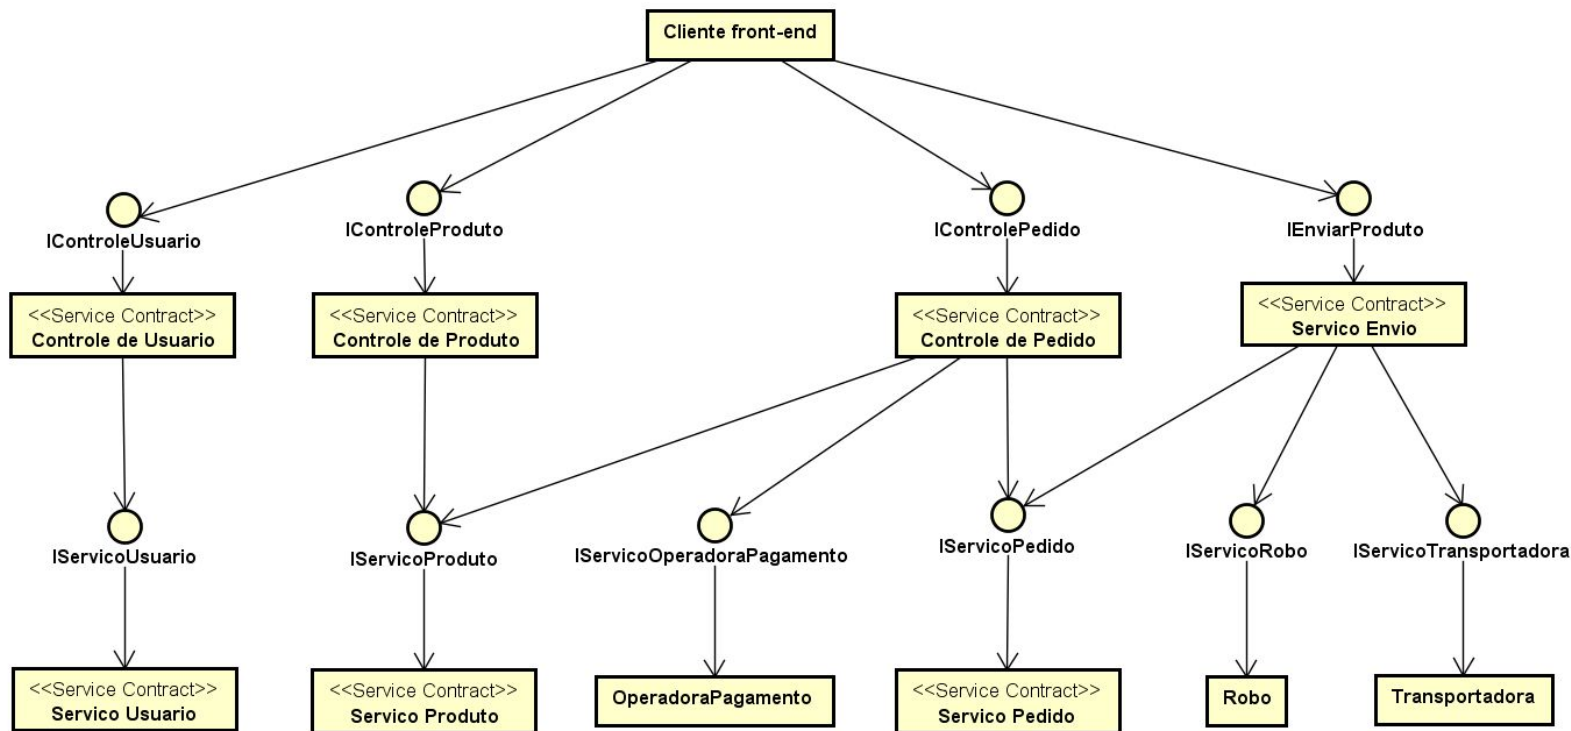 Cliente front-end
IControleUsuario
IControleProduto
IControlePedido
IEnviarProduto
<<Service Contract>>
Controle de Usuario
<<Service Contract>>
Controle de Produto
<<Service Contract>>
Controle de Pedido
<<Service Contract>>
Servico Envio
IServicoUsuario
IServicoProduto
IServicoOperadoraPagamento
IServicoPedido
IServicoRobo
IServicoTransportadora
<<Service Contract>>
Servico Usuario
<<Service Contract>>
Servico Produto
OperadoraPagamento
<<Service Contract>>
Servico Pedido
Robo
Transportadora